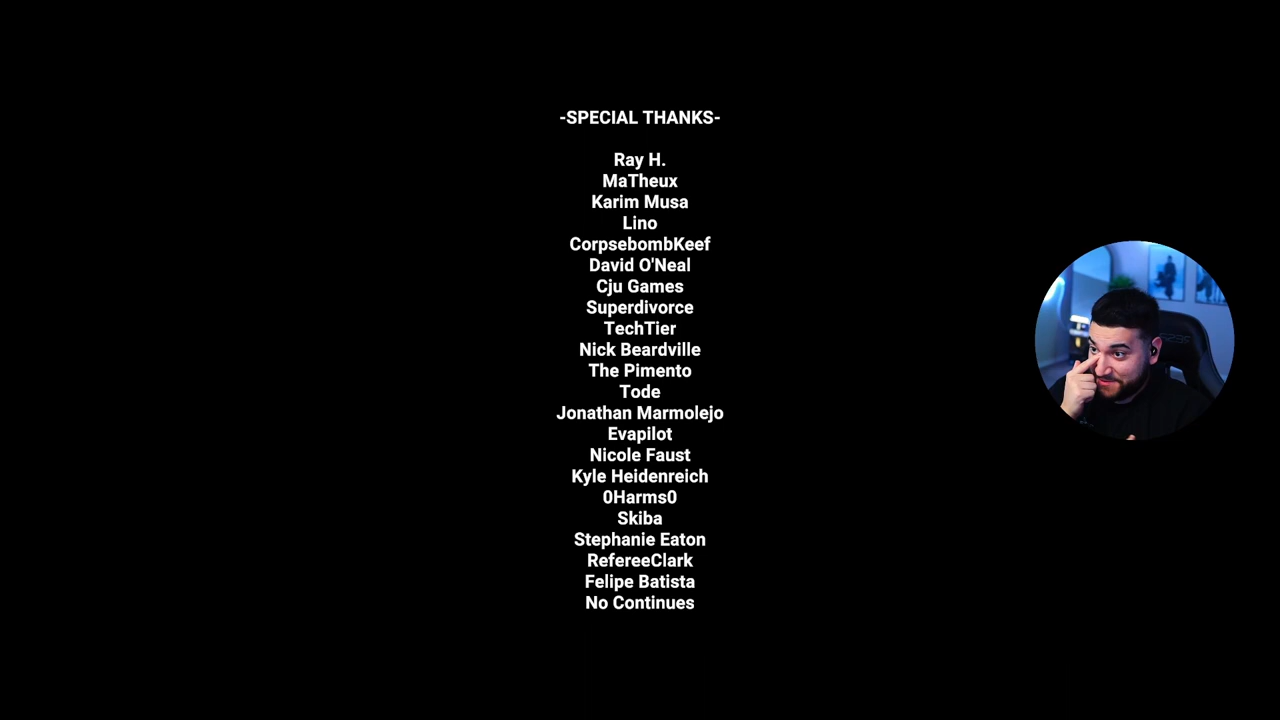 -SPECIAL THANKS-
Ray H.
MaTheux
Karim Musa
Lino
CorpsebombKeef
David O'Neal
Cju Games
Superdivorce
TechTier
Nick Beardville
The Pimento
Tode
Jonathan Marmolejo
Evapilot
Nicole Faust
Kyle Heidenreich
0Harms0
Skiba
Stephanie Eaton
RefereeClark
Felipe Batista
No Continues